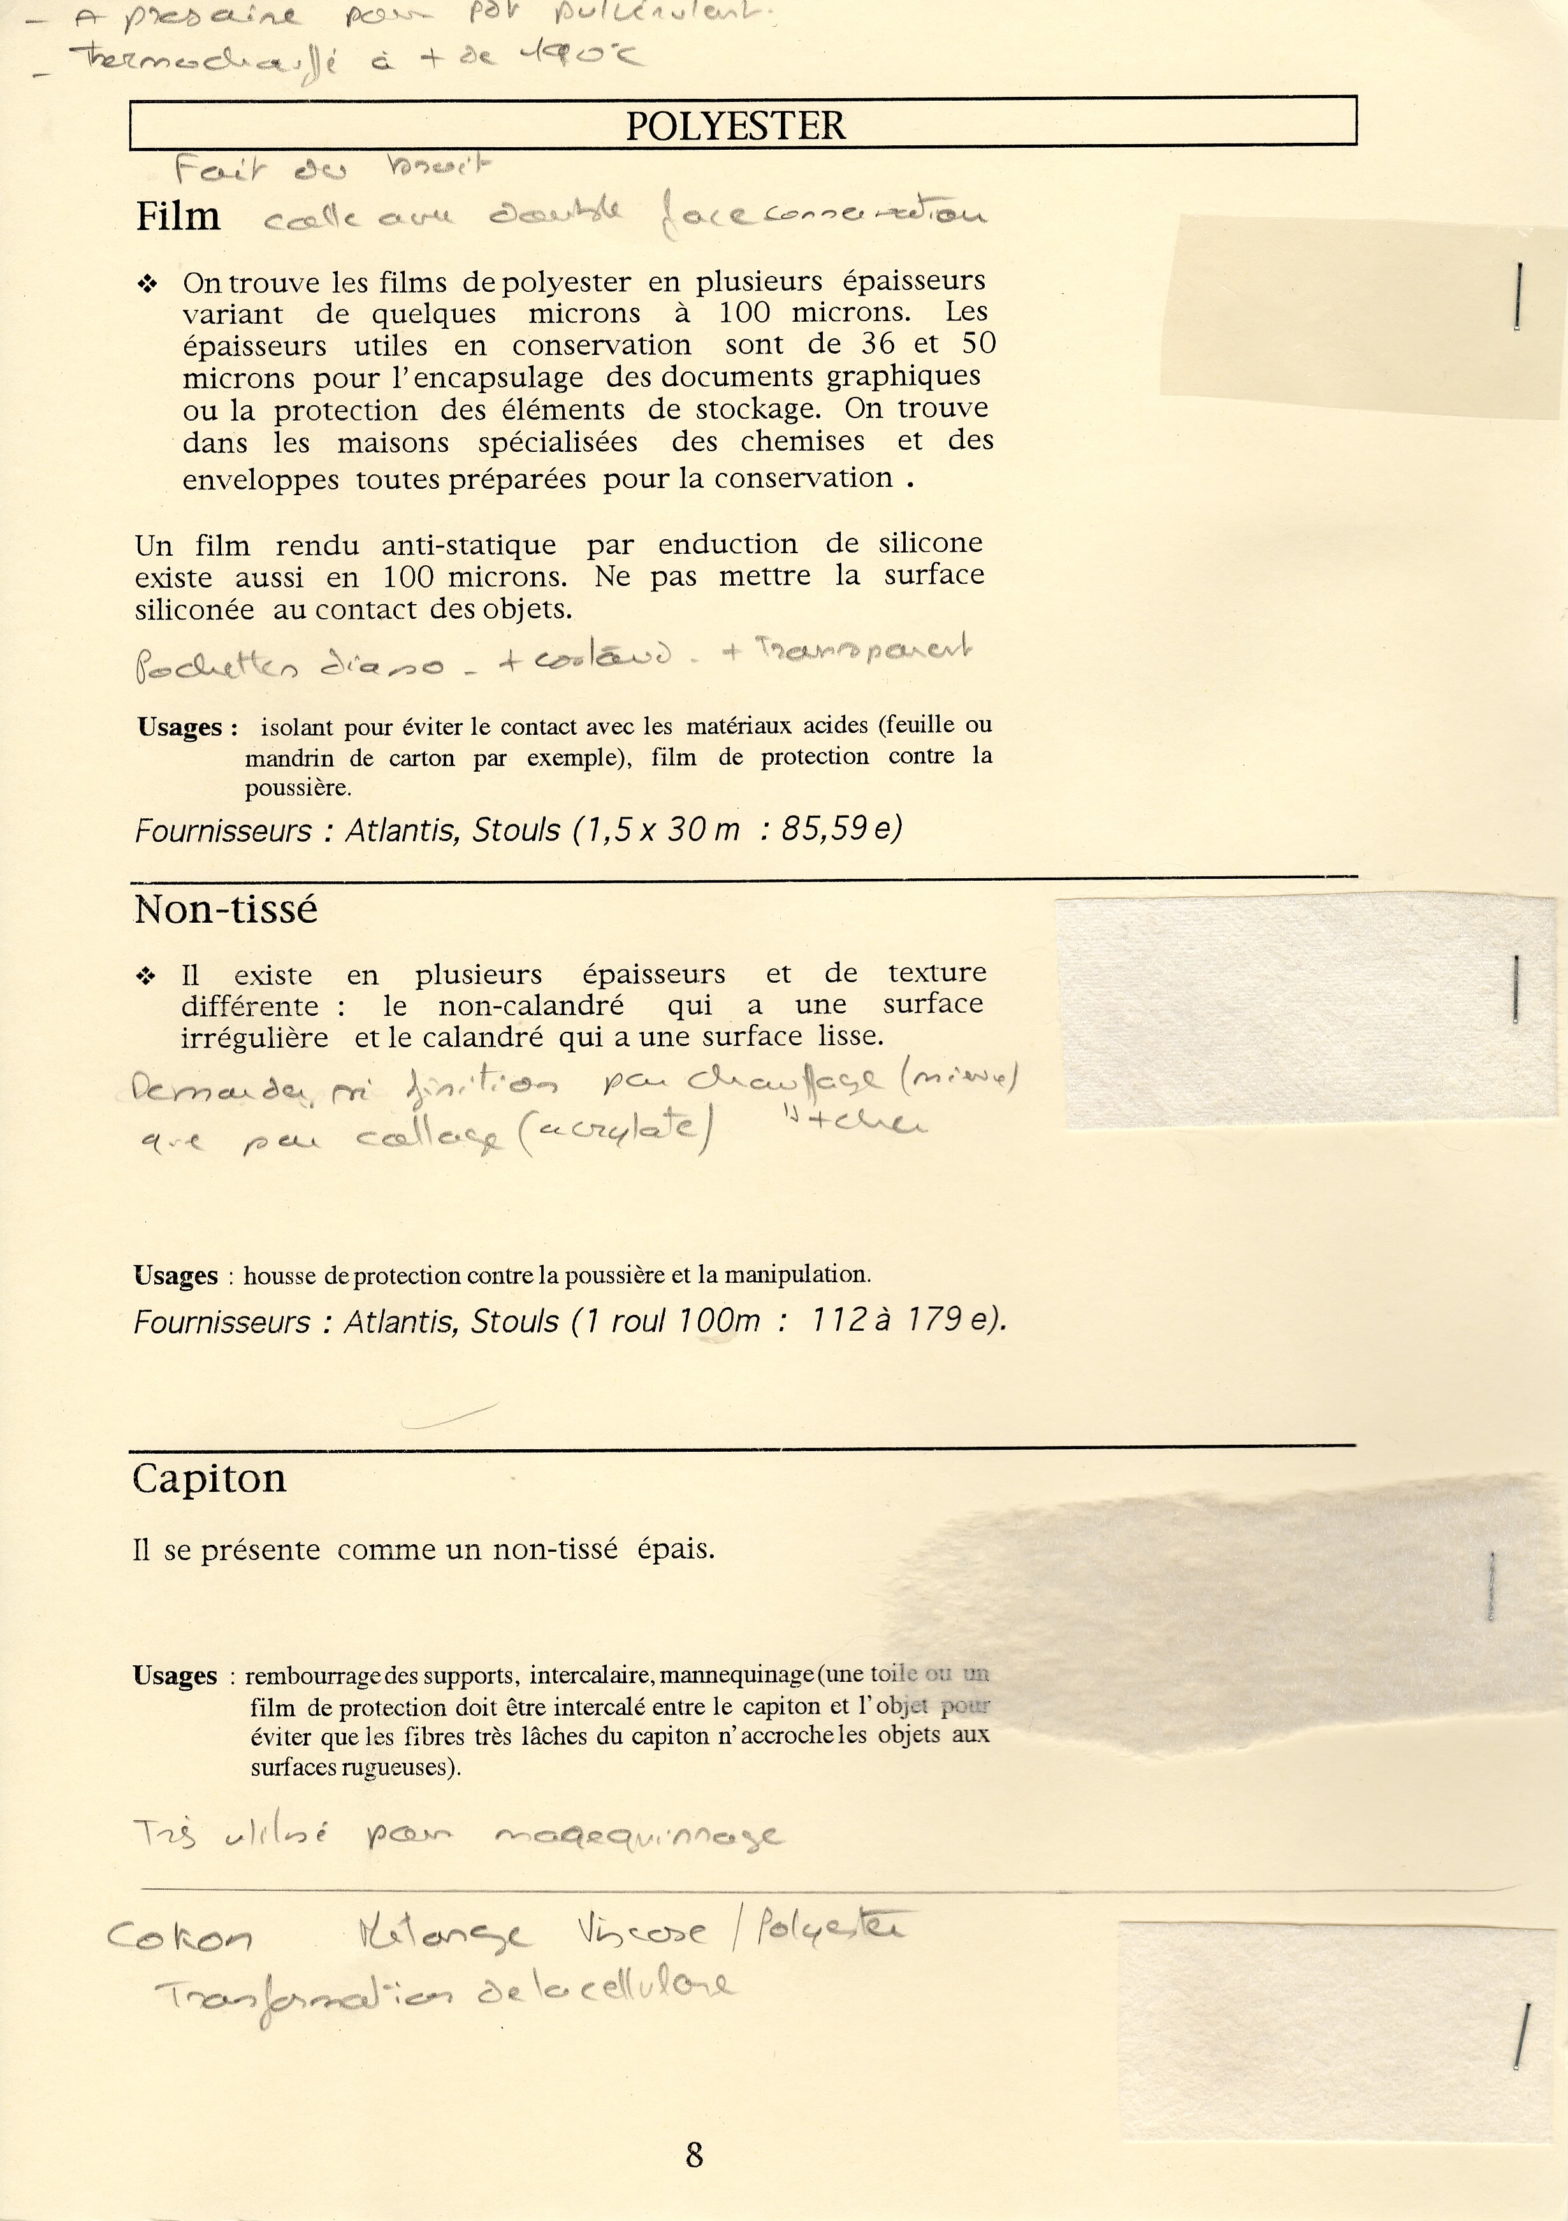 - A proscrire pour pulvérulent.
- Thermochauffé à + de 190°C
POLYESTER
Fait du bruit
Film colle avec double face conservation
❖ On trouve les films de polyester en plusieurs épaisseurs
variant de quelques microns à 100 microns. Les
épaisseurs utiles en conservation sont de 36 et 50
microns pour l'encapsulage des documents graphiques
ou la protection des éléments de stockage. On trouve
dans les maisons spécialisées des chemises et des
enveloppes toutes préparées pour la conservation .
Un film rendu anti-statique par enduction de silicone
existe aussi en 100 microns. Ne pas mettre la surface
siliconée au contact des objets.
Pochettes diapo - + costaud - + Transparent
Usages : isolant pour éviter le contact avec les matériaux acides (feuille ou
mandrin de carton par exemple), film de protection contre la
poussière.
Fournisseurs : Atlantis, Stouls (1,5 x 30 m : 85,59 e)
Non-tissé
❖ Il existe en plusieurs épaisseurs et de texture
différente : le non-calandré qui a une surface
irrégulière et le calandré qui a une surface lisse.
Demander si finition par chauffage (mieux)
que par collage (acrylate) + cher
Usages : housse de protection contre la poussière et la manipulation.
Fournisseurs : Atlantis, Stouls (1 roul 100m : 112 à 179 e).
Capiton
Il se présente comme un non-tissé épais.
Usages : rembourrage des supports, intercalaire, mannequinage (une toile ou un
film de protection doit être intercalé entre le capiton et l'objet pour
éviter que les fibres très lâches du capiton n'accroche les objets aux
surfaces rugueuses).
Très utilisé pour
Cokon Mélange Viscose / Polyester
Transformation de la cellulose
8